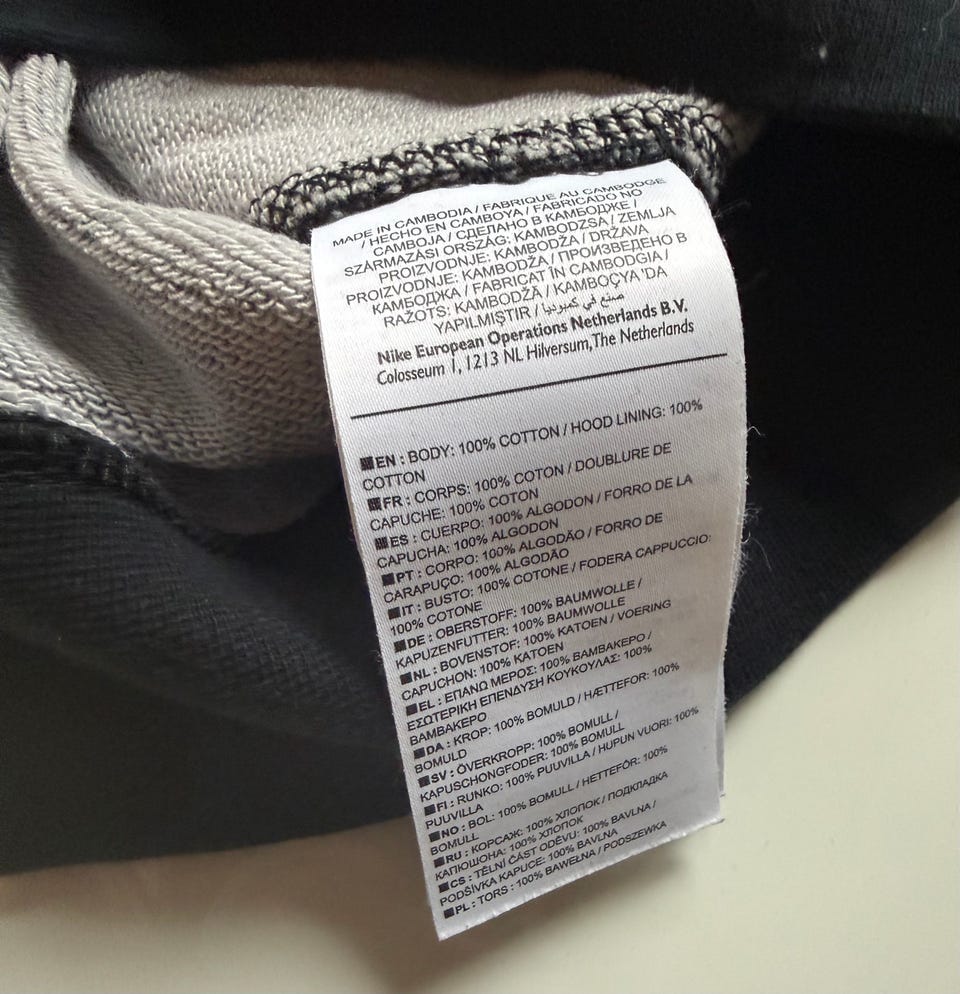 MADE IN CAMBODIA / FABRIQUE AU CAMBODGE
/ HECHO EN CAMBOYA / FABRICADO NO
CAMBOJA / СДЕЛАНО В КАМБОДЖЕ /
SZÁRMAZÁSI ORSZÁG: KAMBODZSA / ZEMLJA
PROIZVODNJE: KAMBODŽA / DRŽAVA
PROIZVODNJE: KAMBODŽA / ПРОИЗВЕДЕНО В
КАМБОДЖА / FABRICAT ÎN CAMBODGIA /
RAŽOTS: KAMBODŽĀ / KAMBOÇYA 'DA
YAPILMIŞTIR / صنع في كمبوديا
Nike European Operations Netherlands B.V.
Colosseum 1, 1213 NL Hilversum, The Netherlands
EN : BODY: 100% COTTON / HOOD LINING: 100%
COTTON
FR : CORPS: 100% COTON / DOUBLURE DE
CAPUCHE: 100% COTON
ES : CUERPO: 100% ALGODON / FORRO DE LA
CAPUCHA: 100% ALGODON
PT : CORPO: 100% ALGODÃO / FORRO DE
CARAPUÇO: 100% ALGODÃO
IT : BUSTO: 100% COTONE / FODERA CAPPUCCIO:
100% COTONE
DE : OBERSTOFF: 100% BAUMWOLLE /
KAPUZENFUTTER: 100% BAUMWOLLE
NL : BOVENSTOF: 100% KATOEN / VOERING
CAPUCHON: 100% KATOEN
EL : ΕΠΑΝΩ ΜΕΡΟΣ: 100% ΒΑΜΒΑΚΕΡΟ /
ΕΣΩΤΕΡΙΚΗ ΕΠΕΝΔΥΣΗ ΚΟΥΚΟΥΛΑΣ: 100%
ΒΑΜΒΑΚΕΡΟ
DA : KROP: 100% BOMULD / HÆTTEFOR: 100%
BOMULD
SV : ÖVERKROPP: 100% BOMULL /
KAPUSCHONGFODER: 100% BOMULL
FI : RUNKO: 100% PUUVILLA / HUPUN VUORI: 100%
PUUVILLA
NO : BOL: 100% BOMULL / HETTEFÔR: 100%
BOMULL
RU : КОРСАЖ: 100% ХЛОПОК / ПОДКЛАДКА
КАПЮШОНА: 100% ХЛОПОК
CS : TĚLNÍ ČÁST ODĚVU: 100% BAVLNA /
PODŠÍVKA KAPUCE: 100% BAVLNA
PL : TORS : 100% BAWEŁNA / PODSZEWKA